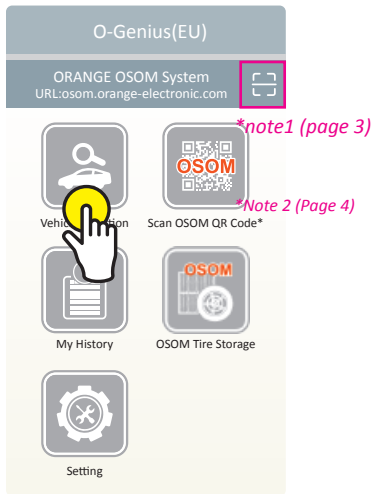 O-Genius(EU)
ORANGE OSOM System
URL:osom.orange-electronic.com
*note1 (page 3)
OSOM
*Note 2 (Page 4)
Scan OSOM QR Code*
OSOM
My History
OSOM Tire Storage
Setting